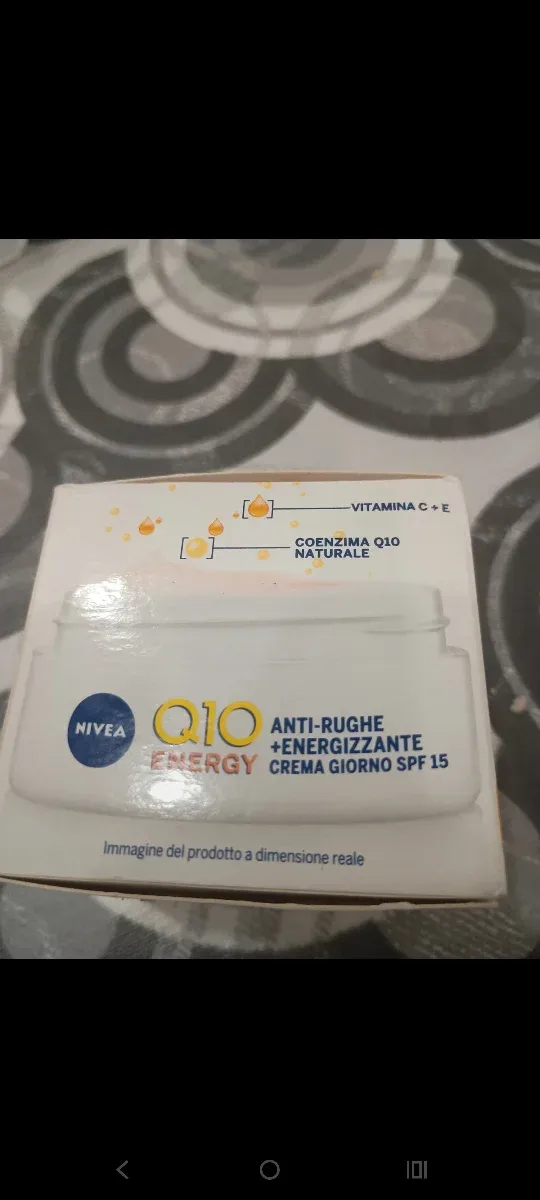 VITAMINA C + E
COENZIMA Q10
NATURALE
NIVEA
Q10
ENERGY
ANTI-RUGHE
+ENERGIZZANTE
CREMA GIORNO SPF 15
Immagine del prodotto a dimensione reale